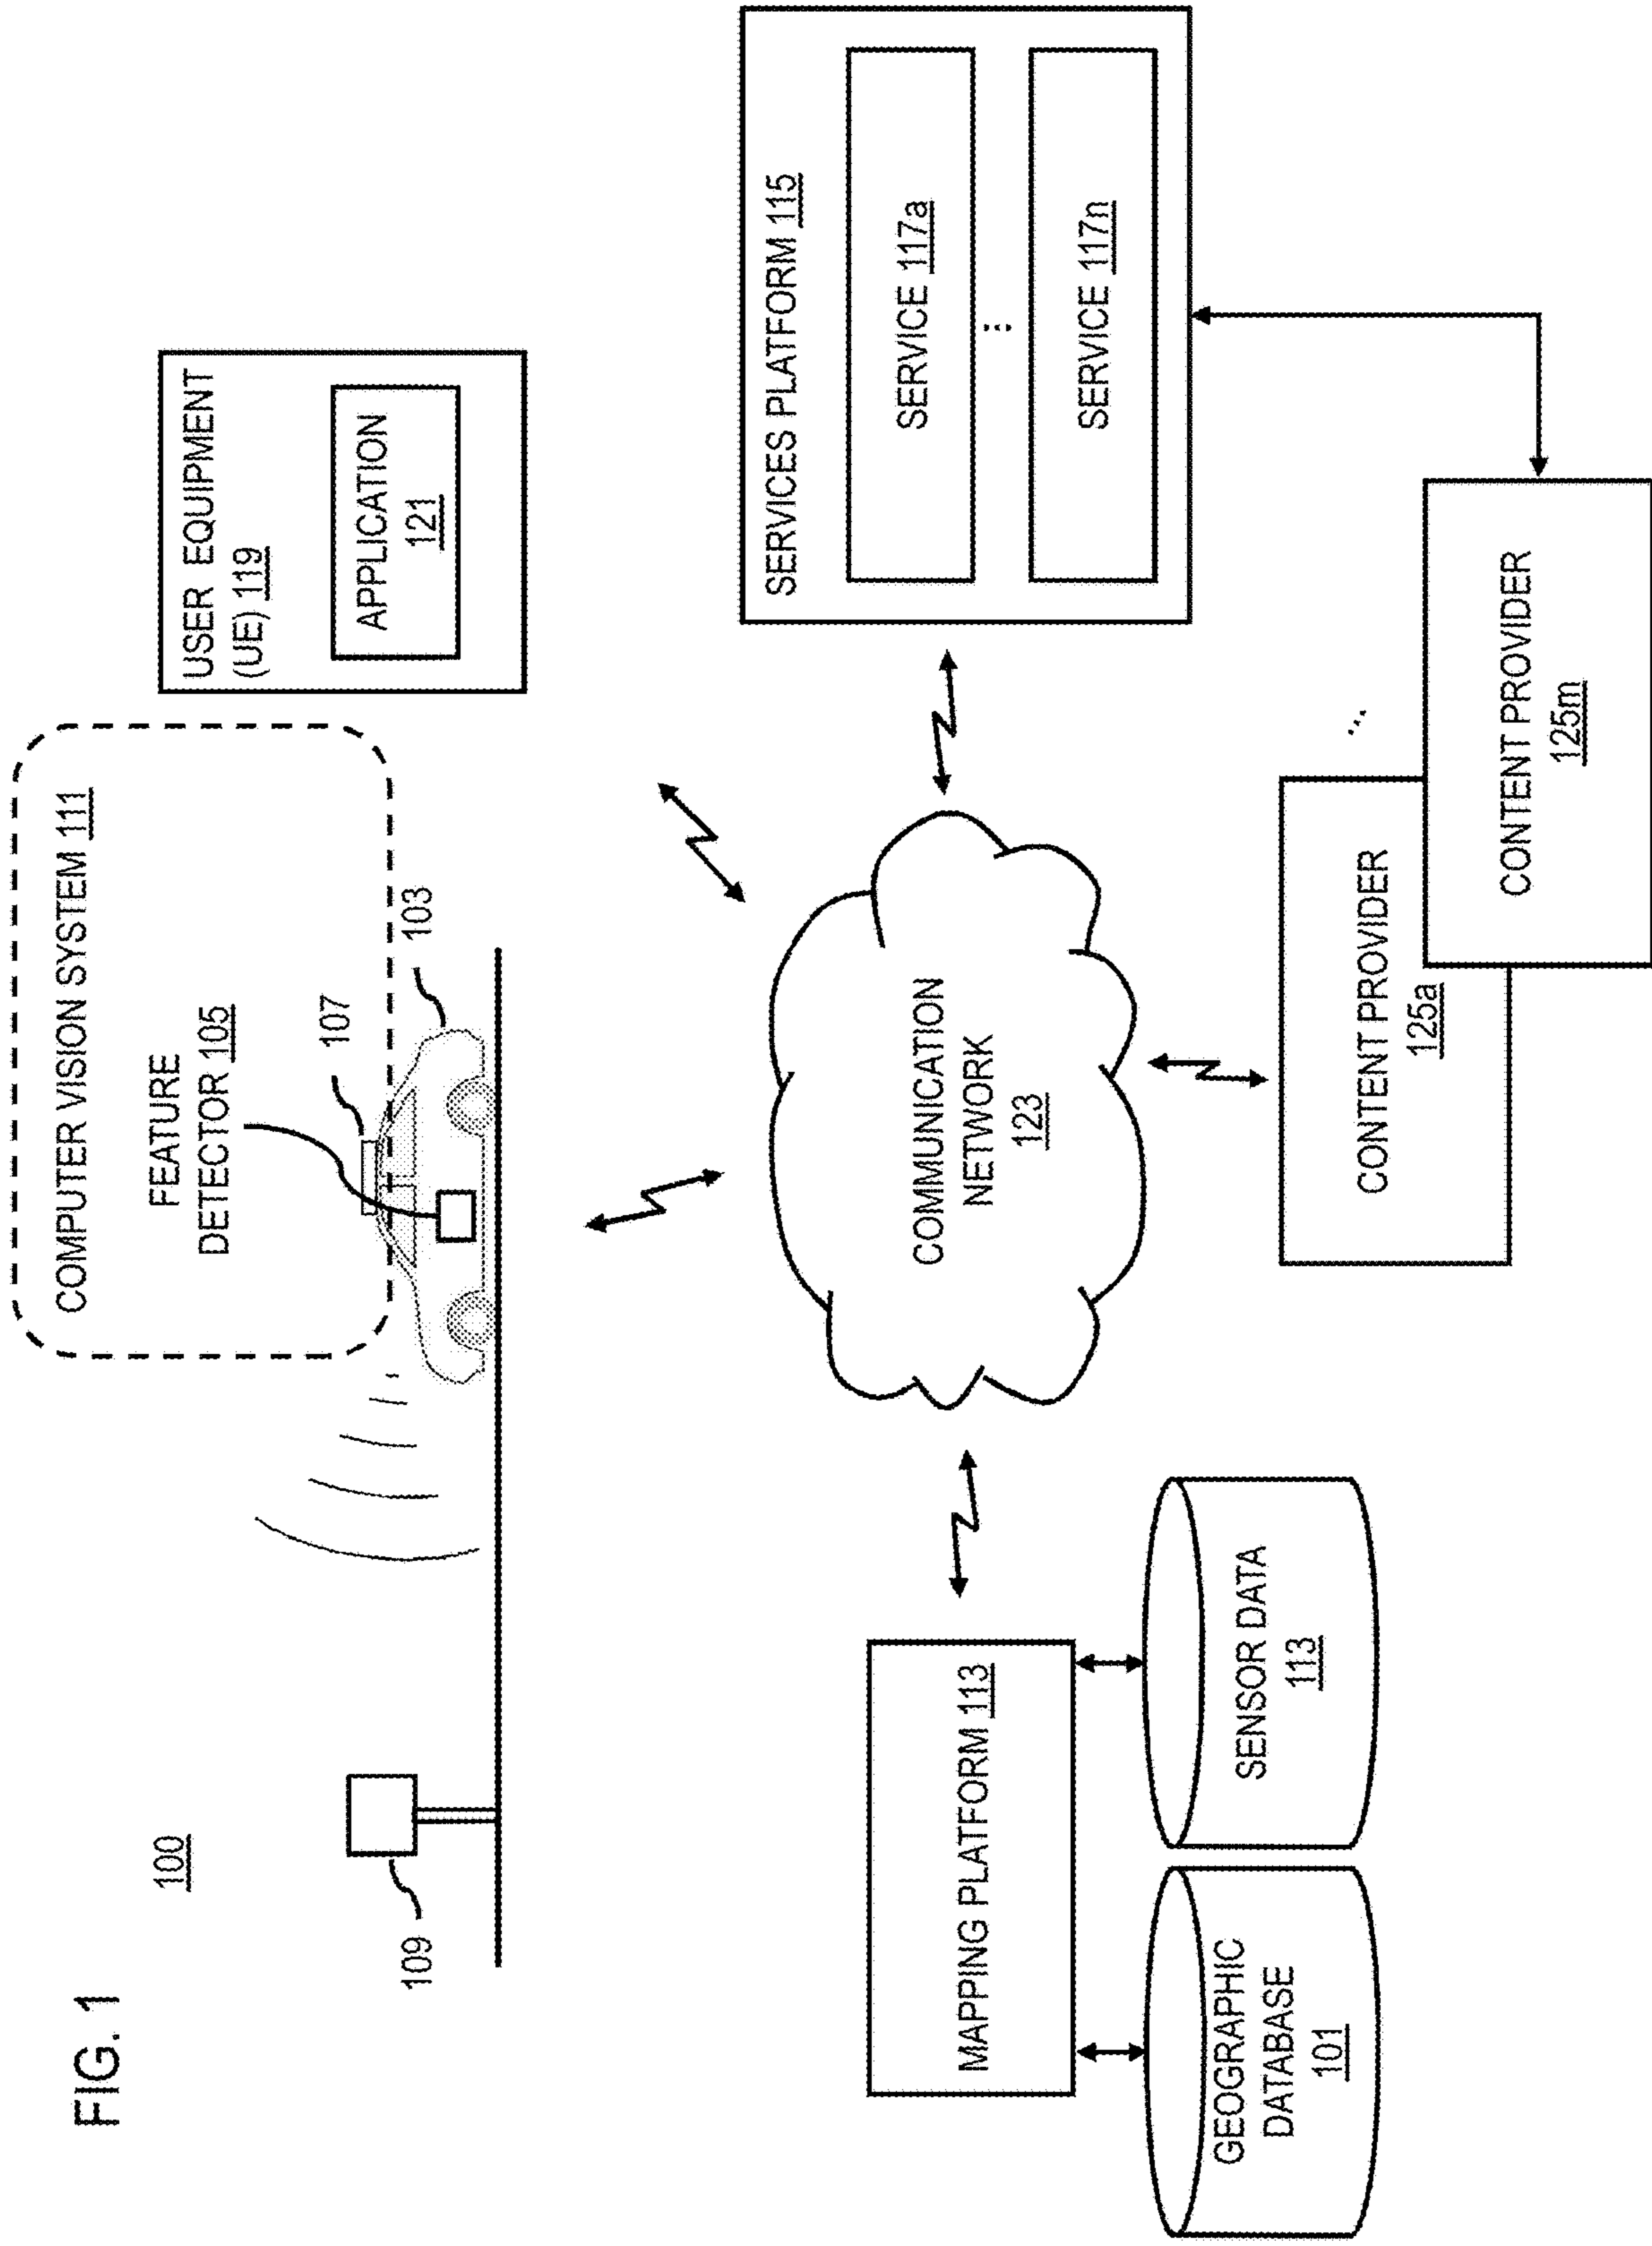 FIG. 1
100
COMPUTER VISION SYSTEM 111
FEATURE
DETECTOR 105
107
103
109
USER EQUIPMENT
(UE) 119
APPLICATION
121
MAPPING PLATFORM 113
GEOGRAPHIC
DATABASE
101
SENSOR DATA
113
COMMUNICATION
NETWORK
123
SERVICES PLATFORM 115
SERVICE 117a
...
SERVICE 117n
CONTENT PROVIDER
125a
...
CONTENT PROVIDER
125m